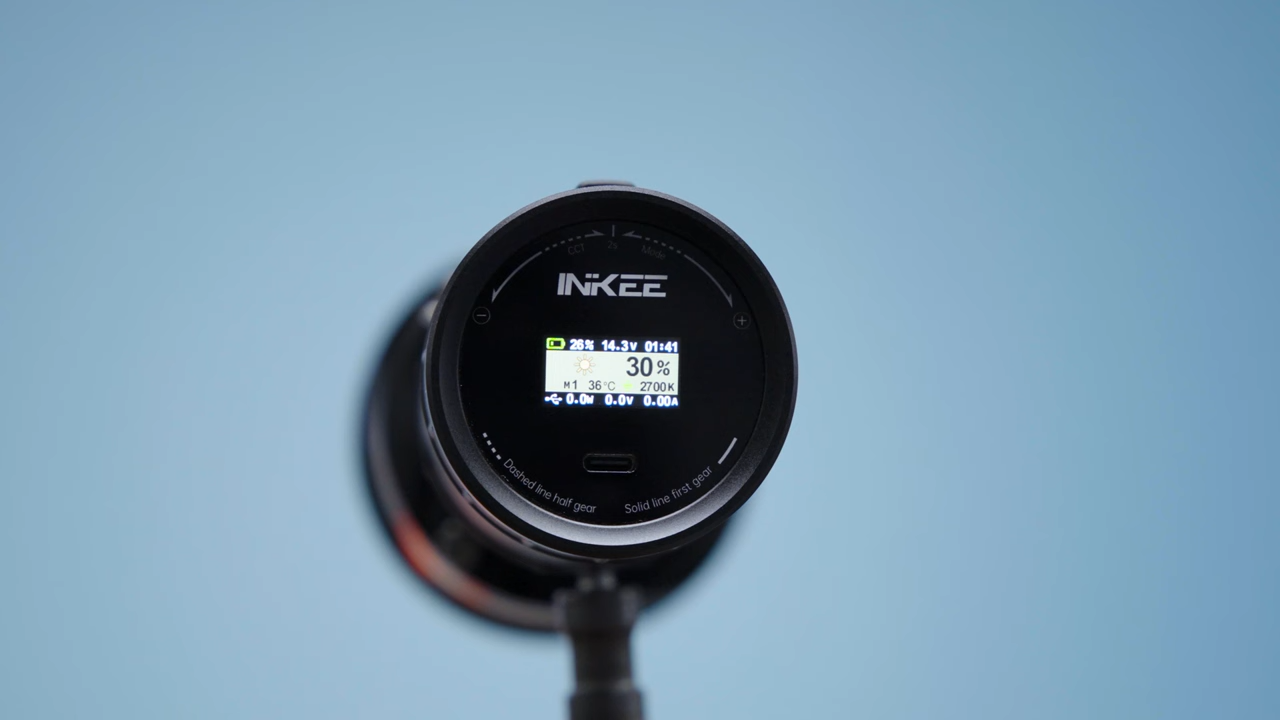 CCT 2s Mode
INKEE
26% 14.3V 01:41
30%
M1 36°C 2700K
0.0W 0.0V 0.00A
Dashed line half gear
Solid line first gear